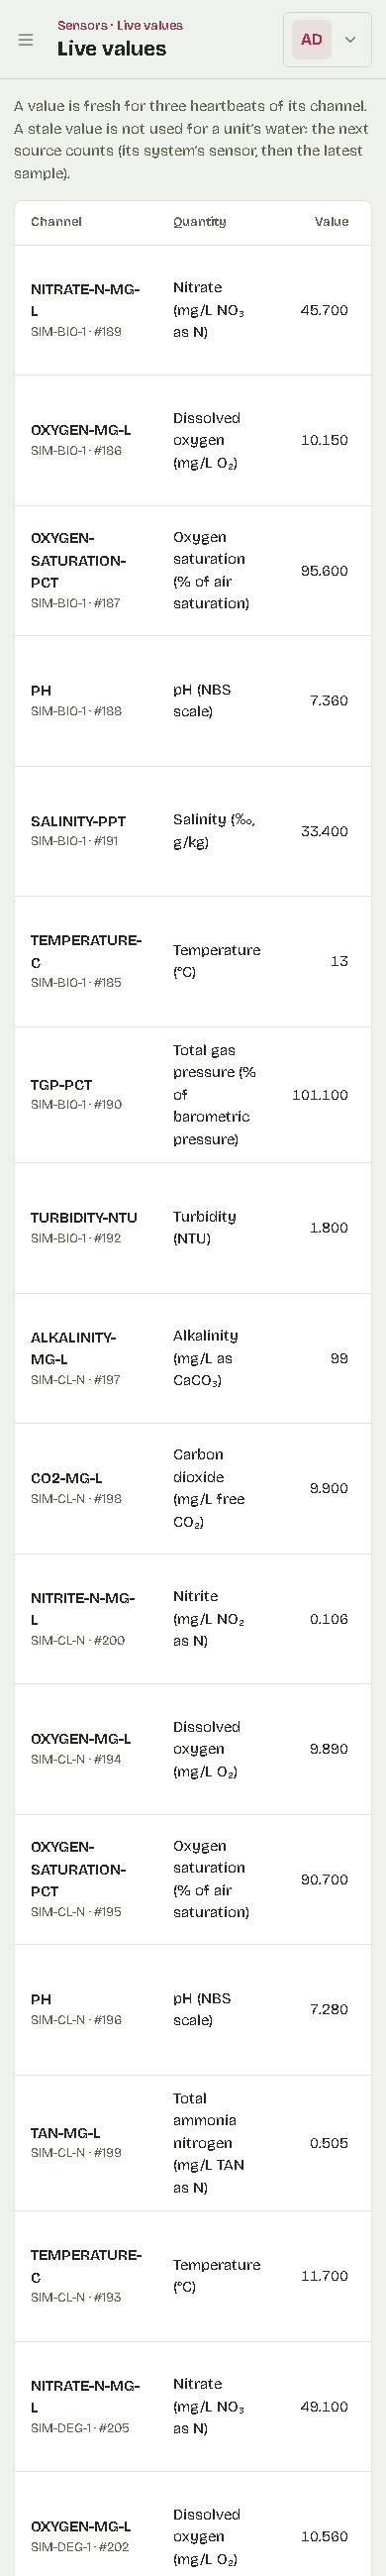 Sensors · Live values
Live values
AD
A value is fresh for three heartbeats of its channel.
A stale value is not used for a unit's water: the next
source counts (its system's sensor, then the latest
sample).
Channel Quantity Value
NITRATE-N-MG-
L
SIM-BIO-1 · #189
Nitrate
(mg/L NO₃
as N)
45.700
OXYGEN-MG-L
SIM-BIO-1 · #186
Dissolved
oxygen
(mg/L O₂)
10.150
OXYGEN-
SATURATION-
PCT
SIM-BIO-1 · #187
Oxygen
saturation
(% of air
saturation)
95.600
PH
SIM-BIO-1 · #188
pH (NBS
scale)
7.360
SALINITY-PPT
SIM-BIO-1 · #191
Salinity (‰,
g/kg)
33.400
TEMPERATURE-
C
SIM-BIO-1 · #185
Temperature
(°C)
13
TGP-PCT
SIM-BIO-1 · #190
Total gas
pressure (%
of
barometric
pressure)
101.100
TURBIDITY-NTU
SIM-BIO-1 · #192
Turbidity
(NTU)
1.800
ALKALINITY-
MG-L
SIM-CL-N · #197
Alkalinity
(mg/L as
CaCO₃)
99
CO2-MG-L
SIM-CL-N · #198
Carbon
dioxide
(mg/L free
CO₂)
9.900
NITRITE-N-MG-
L
SIM-CL-N · #200
Nitrite
(mg/L NO₂
as N)
0.106
OXYGEN-MG-L
SIM-CL-N · #194
Dissolved
oxygen
(mg/L O₂)
9.890
OXYGEN-
SATURATION-
PCT
SIM-CL-N · #195
Oxygen
saturation
(% of air
saturation)
90.700
PH
SIM-CL-N · #196
pH (NBS
scale)
7.280
TAN-MG-L
SIM-CL-N · #199
Total
ammonia
nitrogen
(mg/L TAN
as N)
0.505
TEMPERATURE-
C
SIM-CL-N · #193
Temperature
(°C)
11.700
NITRATE-N-MG-
L
SIM-DEG-1 · #205
Nitrate
(mg/L NO₃
as N)
49.100
OXYGEN-MG-L
SIM-DEG-1 · #202
Dissolved
oxygen
(mg/L O₂)
10.560